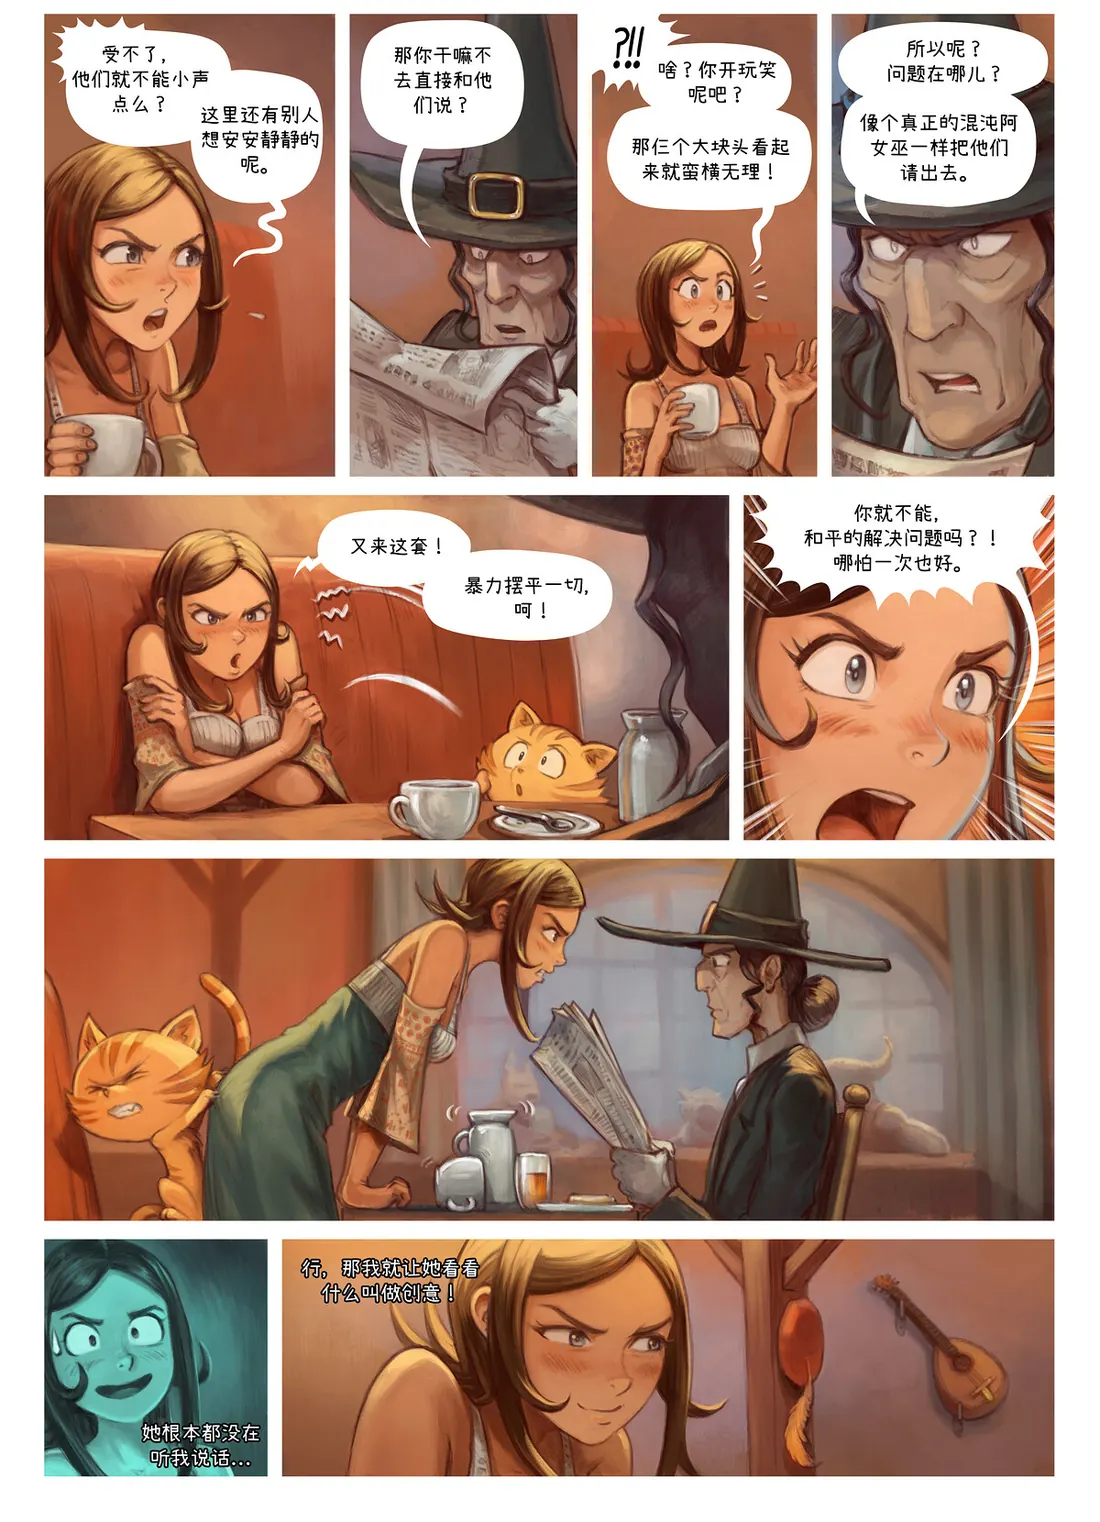 受不了，
他们就不能小声
点么？
这里还有别人
想安安静静的
呢。
那你干嘛不
去直接和他
们说？
?!!
啥？你开玩笑
呢吧？
那仨个大块头看起
来就蛮横无理！
所以呢？
问题在哪儿？
像个真正的混沌阿
女巫一样把他们
请出去。
又来这套！
暴力摆平一切,
呵！
你就不能,
和平的解决问题吗？！
哪怕一次也好。
她根本都没在
听我说话...
行，那我就让她看看
什么叫做创意！